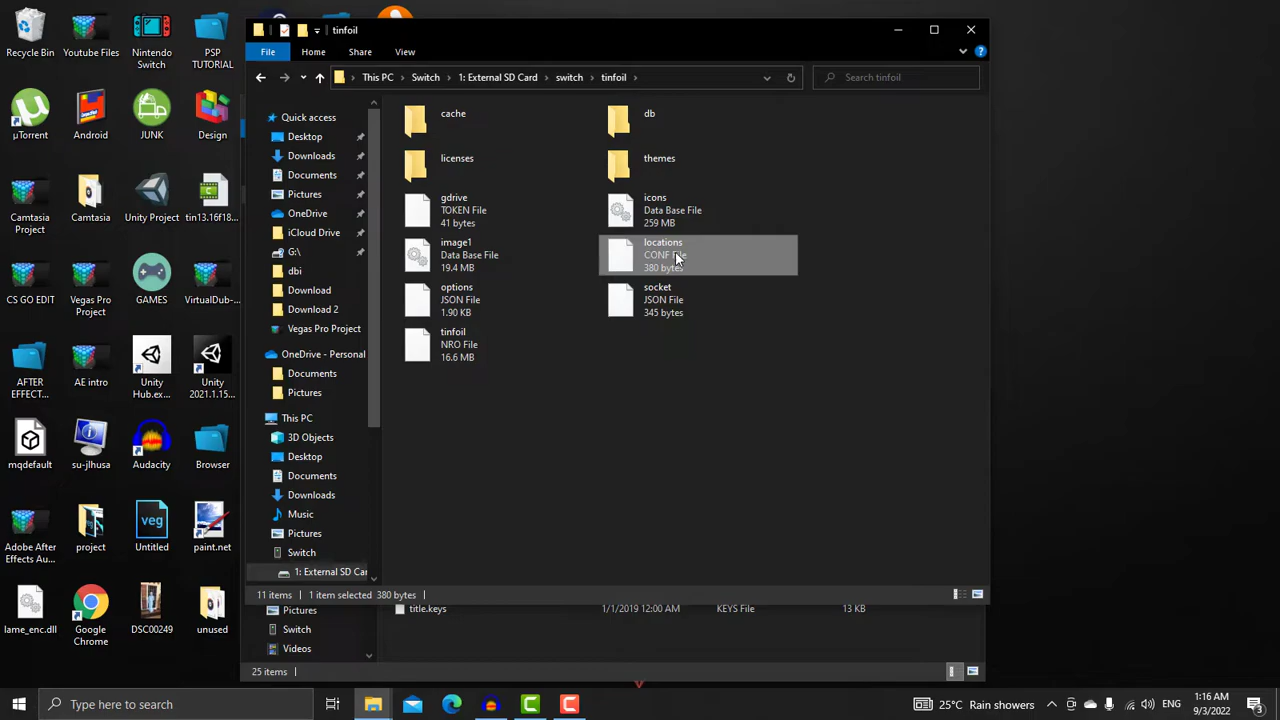 Recycle Bin
Youtube Files
Nintendo
Switch
PSP
TUTORIAL
µTorrent
Android
JUNK
Design
Camtasia
Project
Camtasia
Unity Project
tin13.16f18...
CS GO EDIT
Vegas Pro
Project
GAMES
VirtualDub-...
AFTER
EFFECT...
AE intro
Unity
Hub.ex...
Unity
2021.1.15...
mqdefault
su-jlhusa
Audacity
Browser
Adobe After
Effects Au...
project
Untitled
paint.net
lame_enc.dll
Google
Chrome
DSC00249
unused
tinfoil
File
Home
Share
View
This PC
Switch
1: External SD Card
switch
tinfoil
Search tinfoil
Quick access
Desktop
Downloads
Documents
Pictures
OneDrive
iCloud Drive
G:\
dbi
Download
Download 2
Vegas Pro Project
OneDrive - Personal
Documents
Pictures
This PC
3D Objects
Desktop
Documents
Downloads
Music
Pictures
Switch
1: External SD Car
cache
db
licenses
themes
gdrive
TOKEN File
41 bytes
icons
Data Base File
259 MB
image1
Data Base File
19.4 MB
locations
CONF File
380 bytes
options
JSON File
1.90 KB
socket
JSON File
345 bytes
tinfoil
NRO File
16.6 MB
11 items
1 item selected 380 bytes
Pictures
Switch
Videos
title.keys
1/1/2019 12:00 AM
KEYS File
13 KB
25 items
Type here to search
25°C Rain showers
ENG
1:16 AM
9/3/2022
3